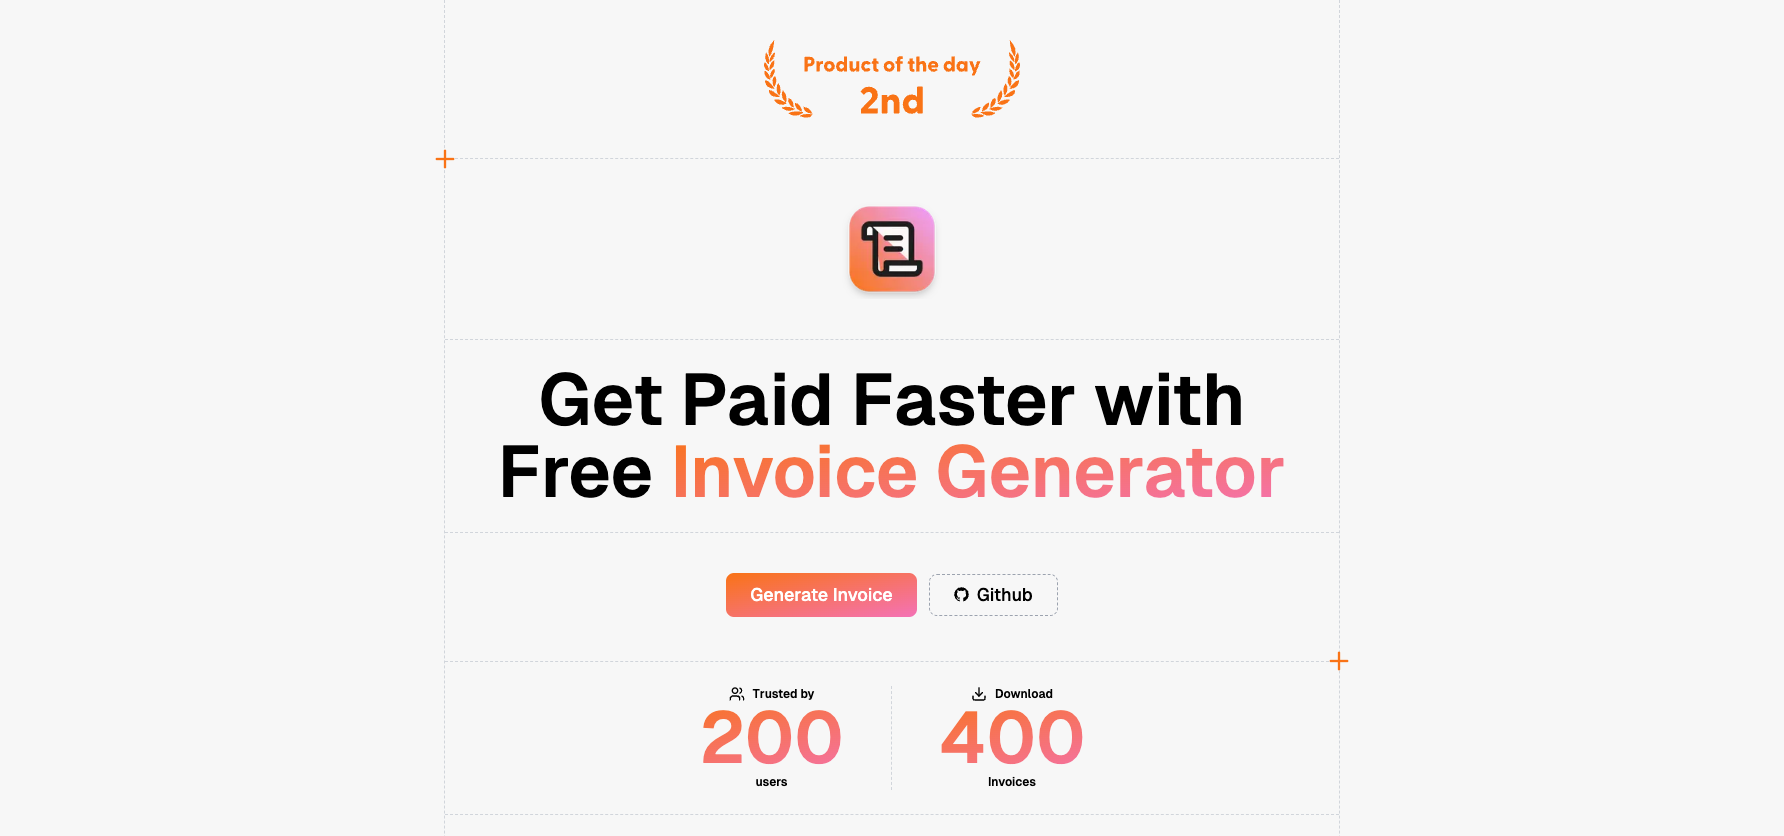 Product of the day
2nd
Get Paid Faster with
Free Invoice Generator
Generate Invoice
Github
Trusted by
200
users
Download
400
Invoices